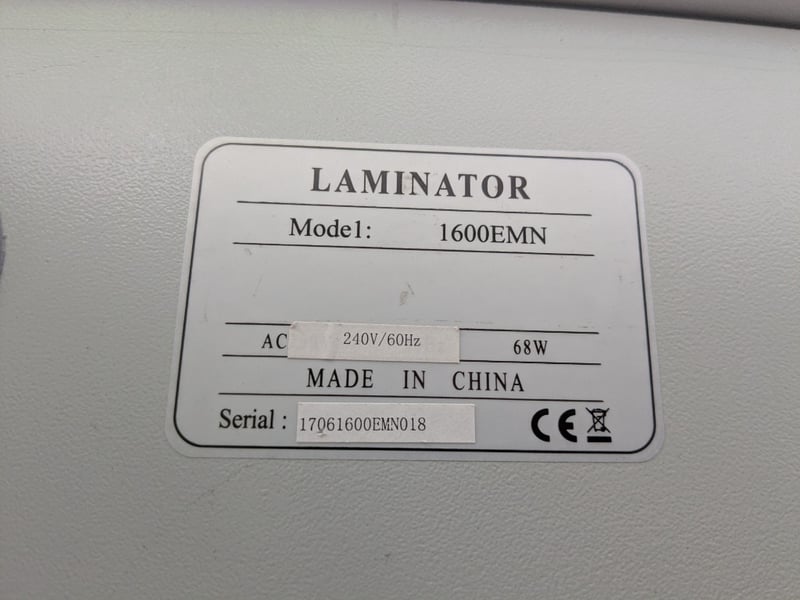 LAMINATOR
Model: 1600EMN
AC 240V/60Hz 68W
MADE IN CHINA
Serial : 17061600EMN018 CE